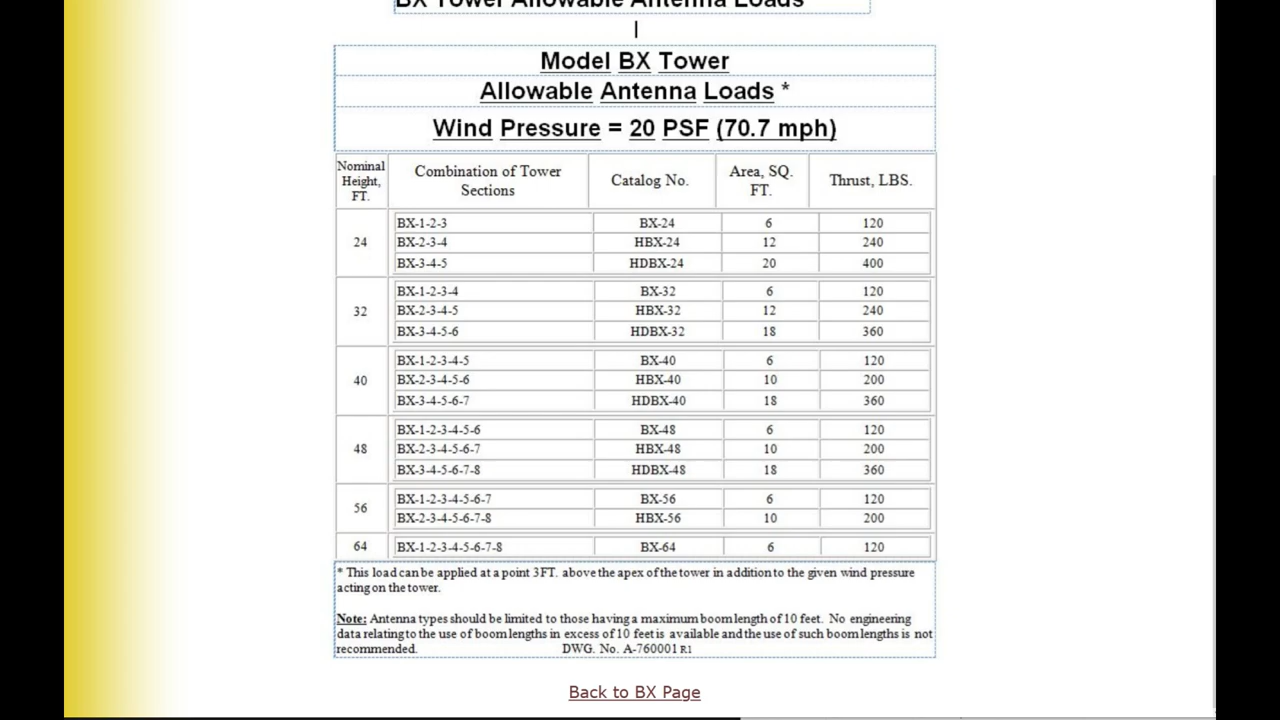 BX Tower Allowable Antenna Loads
Model BX Tower
Allowable Antenna Loads *
Wind Pressure = 20 PSF (70.7 mph)
Nominal Height, FT. Combination of Tower Sections Catalog No. Area, SQ. FT. Thrust, LBS.
24
BX-1-2-3 BX-24 6 120
BX-2-3-4 HBX-24 12 240
BX-3-4-5 HDBX-24 20 400
32
BX-1-2-3-4 BX-32 6 120
BX-2-3-4-5 HBX-32 12 240
BX-3-4-5-6 HDBX-32 18 360
40
BX-1-2-3-4-5 BX-40 6 120
BX-2-3-4-5-6 HBX-40 10 200
BX-3-4-5-6-7 HDBX-40 18 360
48
BX-1-2-3-4-5-6 BX-48 6 120
BX-2-3-4-5-6-7 HBX-48 10 200
BX-3-4-5-6-7-8 HDBX-48 18 360
56
BX-1-2-3-4-5-6-7 BX-56 6 120
BX-2-3-4-5-6-7-8 HBX-56 10 200
64 BX-1-2-3-4-5-6-7-8 BX-64 6 120
* This load can be applied at a point 3FT. above the apex of the tower in addition to the given wind pressure
acting on the tower.
Note: Antenna types should be limited to those having a maximum boom length of 10 feet. No engineering
data relating to the use of boom lengths in excess of 10 feet is available and the use of such boom lengths is not
recommended. DWG. No. A-760001 R1
Back to BX Page